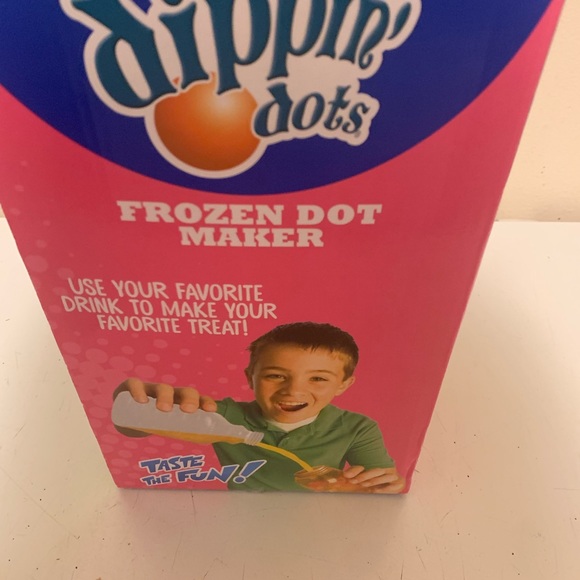 dippin'
dots
FROZEN DOT
MAKER
USE YOUR FAVORITE
DRINK TO MAKE YOUR
FAVORITE TREAT!
TASTE
THE FUN!